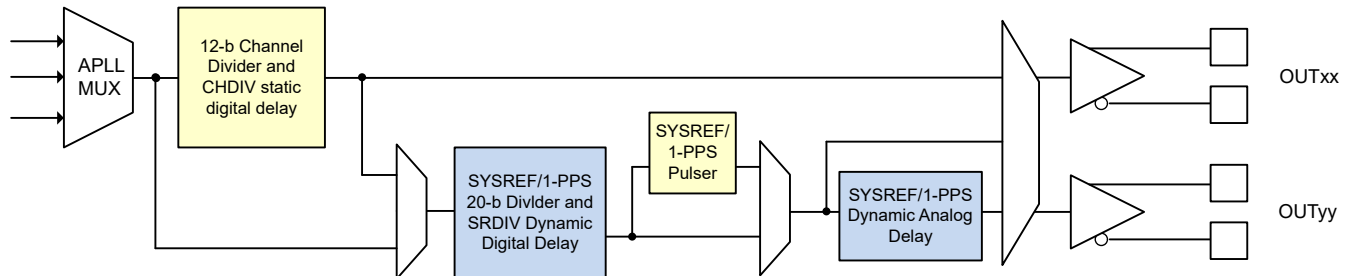 APLL
MUX
12-b Channel
Divider and
CHDIV static
digital delay
SYSREF/1-PPS
20-b Divlder and
SRDIV Dynamic
Digital Delay
SYSREF/
1-PPS
Pulser
SYSREF/1-PPS
Dynamic Analog
Delay
OUTxx
OUTyy